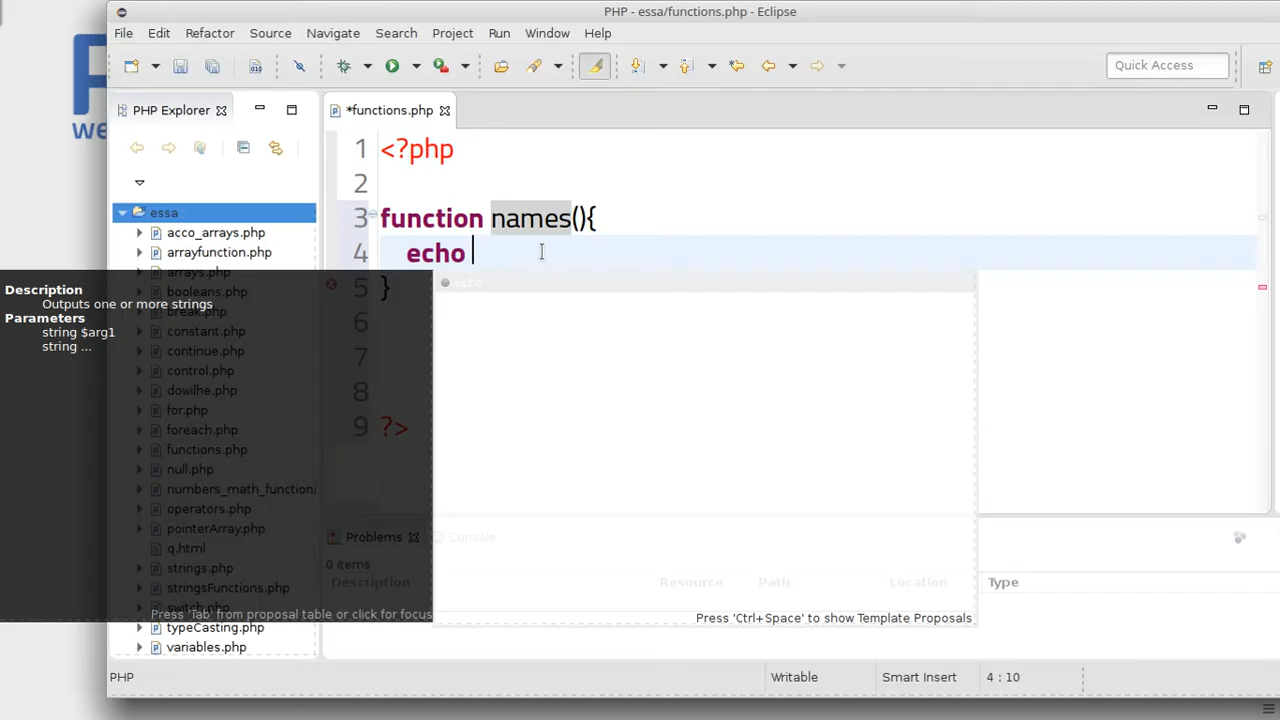 PHP - essa/functions.php - Eclipse
File Edit Refactor Source Navigate Search Project Run Window Help
Quick Access
PHP Explorer
*functions.php
1 <?php
2
3 function names(){
4 echo
5 }
6
7
8
9 ?>
essa
acco_arrays.php
arrayfunction.php
arrays.php
booleans.php
break.php
constant.php
continue.php
control.php
dowilhe.php
for.php
foreach.php
functions.php
null.php
numbers_math_functions
operators.php
pointerArray.php
q.html
strings.php
stringsFunctions.php
switch.php
typeCasting.php
variables.php
Description
Outputs one or more strings
Parameters
string $arg1
string ...
Press 'Tab' from proposal table or click for focus
echo
Press 'Ctrl+Space' to show Template Proposals
Problems Console
0 items
Description Resource Path Location Type
PHP Writable Smart Insert 4 : 10